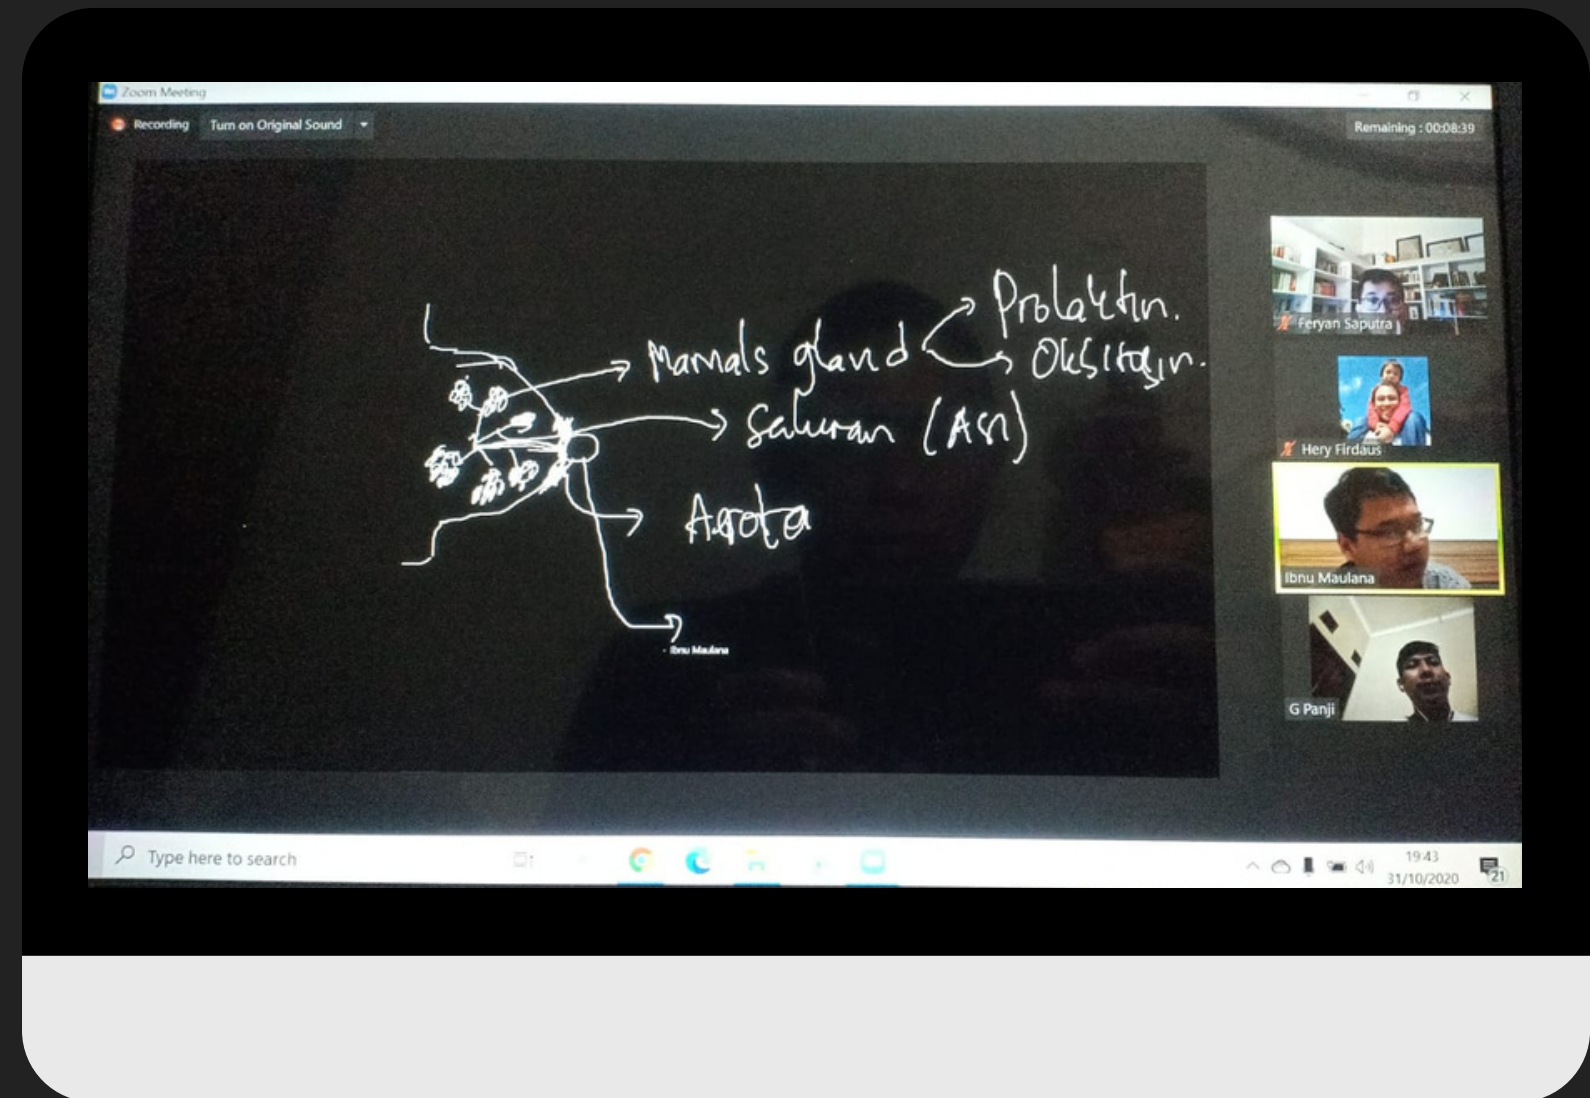 Zoom Meeting
Recording
Turn on Original Sound
Remaining : 00:08:39
Prolaktin.
Mamals gland
Oksitosin.
Saluran (ASI)
Ibnu Maulana
Feryan Saputra
Hery Firdaus
Ibnu Maulana
G Panji
Type here to search
19:43
31/10/2020
21